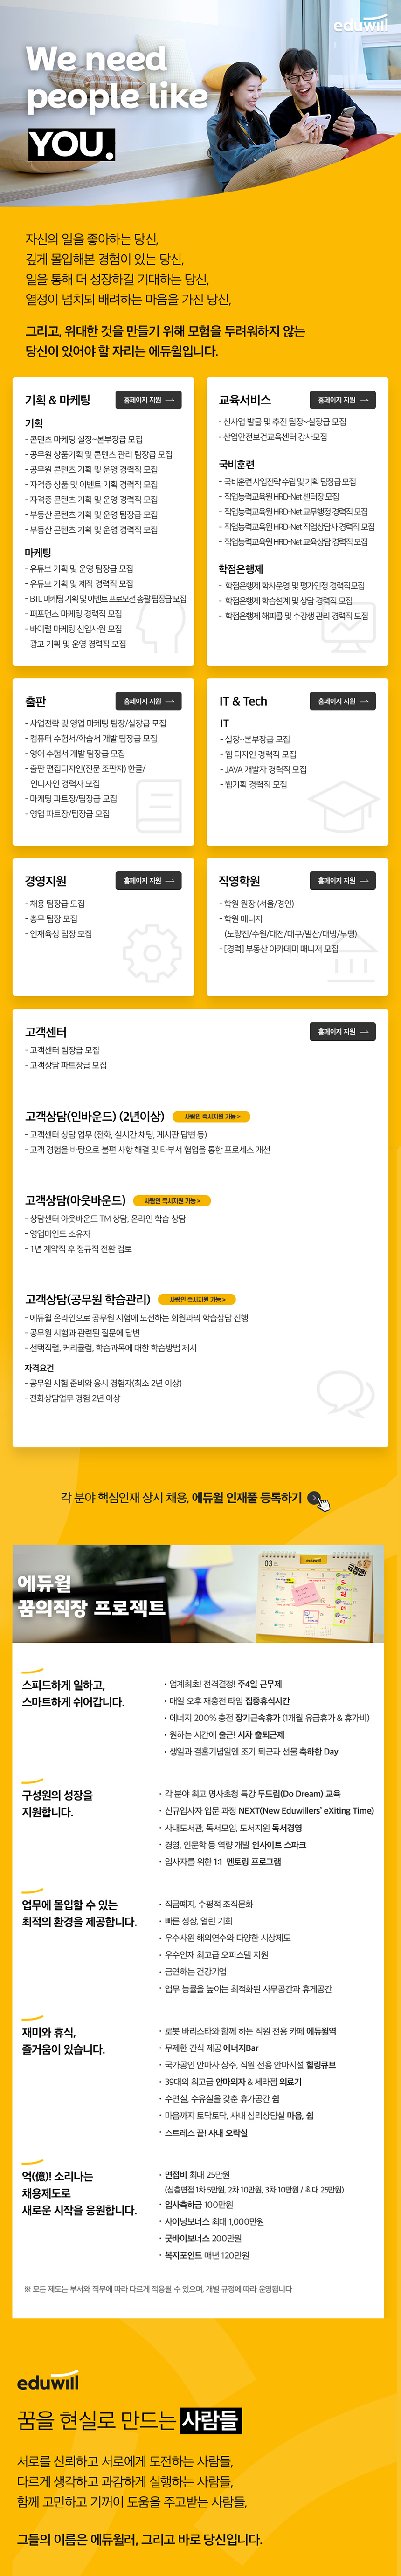 eduwill
We need
people like
YOU.
자신의 일을 좋아하는 당신,
깊게 몰입해본 경험이 있는 당신,
일을 통해 더 성장하길 기대하는 당신,
열정이 넘치되 배려하는 마음을 가진 당신,
그리고, 위대한 것을 만들기 위해 모험을 두려워하지 않는
당신이 있어야 할 자리는 에듀윌입니다.
기획 & 마케팅
홈페이지 지원
기획
- 콘텐츠 마케팅 실장~본부장급 모집
- 공무원 상품기획 및 콘텐츠 관리 팀장급 모집
- 공무원 콘텐츠 기획 및 운영 경력직 모집
- 자격증 상품 및 이벤트 기획 경력직 모집
- 자격증 콘텐츠 기획 및 운영 경력직 모집
- 부동산 콘텐츠 기획 및 운영 팀장급 모집
- 부동산 콘텐츠 기획 및 운영 경력직 모집
마케팅
- 유튜브 기획 및 운영 팀장급 모집
- 유튜브 기획 및 제작 경력직 모집
- BTL 마케팅 기획 및 이벤트 프로모션 총괄 팀장급 모집
- 퍼포먼스 마케팅 경력직 모집
- 바이럴 마케팅 신입사원 모집
- 광고 기획 및 운영 경력직 모집
교육서비스
홈페이지 지원
- 신사업 발굴 및 추진 팀장~실장급 모집
- 산업안전보건교육센터 강사모집
국비훈련
- 국비훈련 사업전략 수립 및 기획 팀장급 모집
- 직업능력교육원 HRD-Net 센터장 모집
- 직업능력교육원 HRD-Net 교무행정 경력직 모집
- 직업능력교육원 HRD-Net 직업상담사 경력직 모집
- 직업능력교육원 HRD-Net 교육상담 경력직 모집
학점은행제
- 학점은행제 학사운영 및 평가인정 경력직모집
- 학점은행제 학습설계 및 상담 경력직 모집
- 학점은행제 해피콜 및 수강생 관리 경력직 모집
출판
홈페이지 지원
- 사업전략 및 영업 마케팅 팀장/실장급 모집
- 컴퓨터 수험서/학습서 개발 팀장급 모집
- 영어 수험서 개발 팀장급 모집
- 출판 편집디자인(전문 조판자) 한글/
인디자인 경력자 모집
- 마케팅 파트장/팀장급 모집
- 영업 파트장/팀장급 모집
IT & Tech
홈페이지 지원
IT
- 실장~본부장급 모집
- 웹 디자인 경력직 모집
- JAVA 개발자 경력직 모집
- 웹기획 경력직 모집
경영지원
홈페이지 지원
- 채용 팀장급 모집
- 총무 팀장 모집
- 인재육성 팀장 모집
직영학원
홈페이지 지원
- 학원 원장 (서울/경인)
- 학원 매니저
(노량진/수원/대전/대구/발산/대방/부평)
- [경력] 부동산 아카데미 매니저 모집
고객센터
홈페이지 지원
- 고객센터 팀장급 모집
- 고객상담 파트장급 모집
고객상담(인바운드) (2년이상)
사람인 즉시지원 가능 >
- 고객센터 상담 업무 (전화, 실시간 채팅, 게시판 답변 등)
- 고객 경험을 바탕으로 불편 사항 해결 및 타부서 협업을 통한 프로세스 개선
고객상담(아웃바운드)
사람인 즉시지원 가능 >
- 상담센터 아웃바운드 TM 상담, 온라인 학습 상담
- 영업마인드 소유자
- 1년 계약직 후 정규직 전환 검토
고객상담(공무원 학습관리)
사람인 즉시지원 가능 >
- 에듀윌 온라인으로 공무원 시험에 도전하는 회원과의 학습상담 진행
- 공무원 시험과 관련된 질문에 답변
- 선택직렬, 커리큘럼, 학습과목에 대한 학습방법 제시
자격요건
- 공무원 시험 준비와 응시 경험자(최소 2년 이상)
- 전화상담업무 경험 2년 이상
각 분야 핵심인재 상시 채용, 에듀윌 인재풀 등록하기
에듀윌
꿈의직장 프로젝트
03
eduwill
스피드하게 일하고,
스마트하게 쉬어갑니다.
· 업계최초! 전격결정! 주4일 근무제
· 매일 오후 재충전 타임 집중휴식시간
· 에너지 200% 충전 장기근속휴가 (1개월 유급휴가 & 휴가비)
· 원하는 시간에 출근! 시차 출퇴근제
· 생일과 결혼기념일엔 조기 퇴근과 선물 축하한 Day
구성원의 성장을
지원합니다.
· 각 분야 최고 명사초청 특강 두드림(Do Dream) 교육
· 신규입사자 입문 과정 NEXT(New Eduwillers' eXiting Time)
· 사내도서관, 독서모임, 도서지원 독서경영
· 경영, 인문학 등 역량 개발 인사이트 스파크
· 입사자를 위한 1:1 멘토링 프로그램
업무에 몰입할 수 있는
최적의 환경을 제공합니다.
· 직급폐지, 수평적 조직문화
· 빠른 성장, 열린 기회
· 우수사원 해외연수와 다양한 시상제도
· 우수인재 최고급 오피스텔 지원
· 금연하는 건강기업
· 업무 능률을 높이는 최적화된 사무공간과 휴게공간
재미와 휴식,
즐거움이 있습니다.
· 로봇 바리스타와 함께 하는 직원 전용 카페 에듀윌역
· 무제한 간식 제공 에너지Bar
· 국가공인 안마사 상주, 직원 전용 안마시설 힐링큐브
· 39대의 최고급 안마의자 & 세라젬 의료기
· 수면실, 수유실을 갖춘 휴가공간 쉼
· 마음까지 토닥토닥, 사내 심리상담실 마음, 쉼
· 스트레스 끝! 사내 오락실
억(億)! 소리나는
채용제도로
새로운 시작을 응원합니다.
· 면접비 최대 25만원
(심층면접 1차 5만원, 2차 10만원, 3차 10만원 / 최대 25만원)
· 입사축하금 100만원
· 사이닝보너스 최대 1,000만원
· 굿바이보너스 200만원
· 복지포인트 매년 120만원
※ 모든 제도는 부서와 직무에 따라 다르게 적용될 수 있으며, 개별 규정에 따라 운영됩니다
eduwill
꿈을 현실로 만드는 사람들
서로를 신뢰하고 서로에게 도전하는 사람들,
다르게 생각하고 과감하게 실행하는 사람들,
함께 고민하고 기꺼이 도움을 주고받는 사람들,
그들의 이름은 에듀윌러, 그리고 바로 당신입니다.